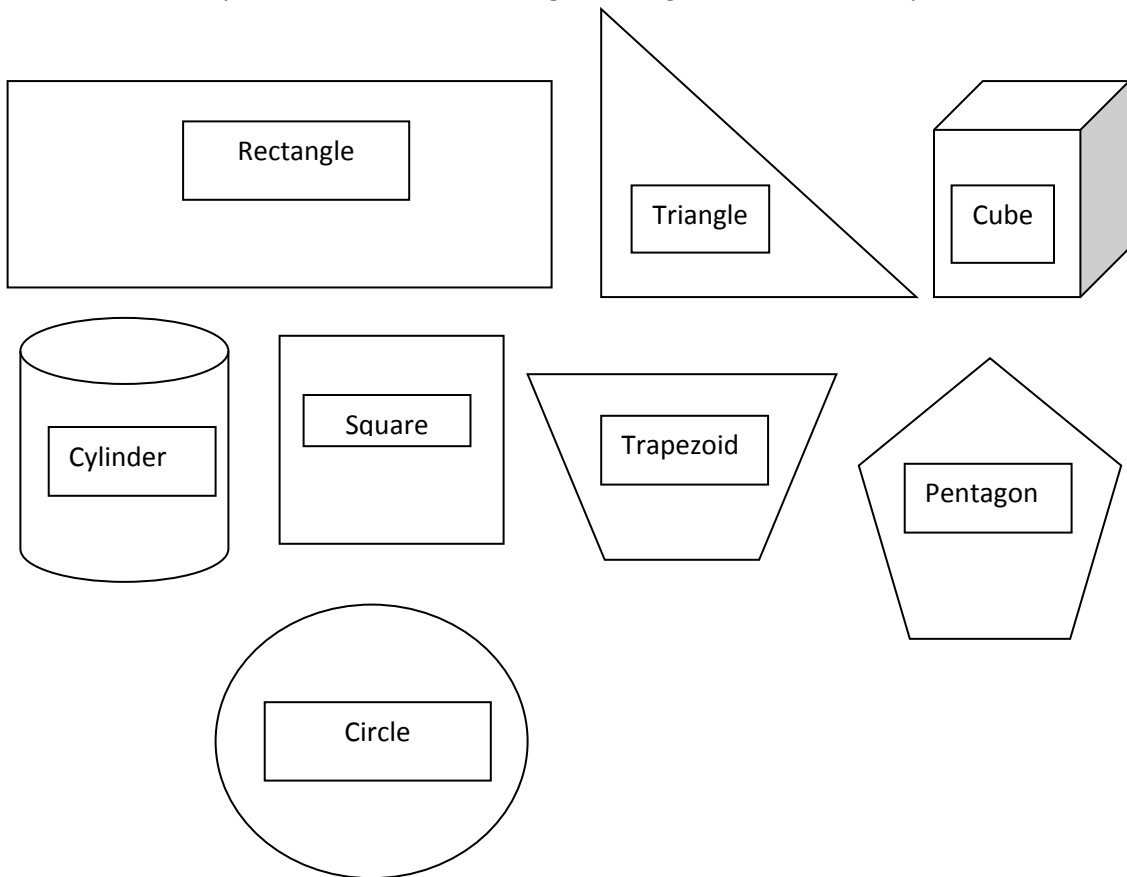 Rectangle
Triangle
Cube
Cylinder
Square
Trapezoid
Pentagon
Circle